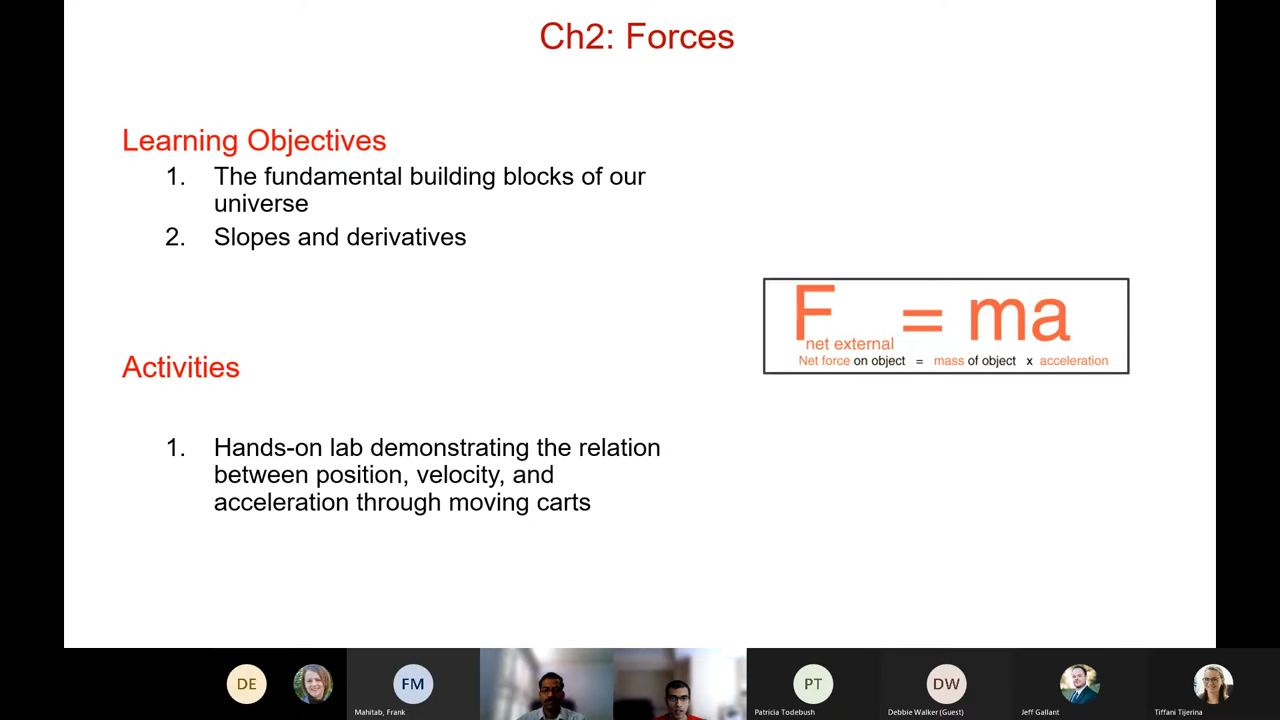 Ch2: Forces
Learning Objectives
1. The fundamental building blocks of our
universe
2. Slopes and derivatives
F net external = ma
Net force on object = mass of object x acceleration
Activities
1. Hands-on lab demonstrating the relation
between position, velocity, and
acceleration through moving carts
DE
FM
PT
DW
Mahitab, Frank
Patricia Todebush
Debbie Walker (Guest)
Jeff Gallant
Tiffani Tijerina